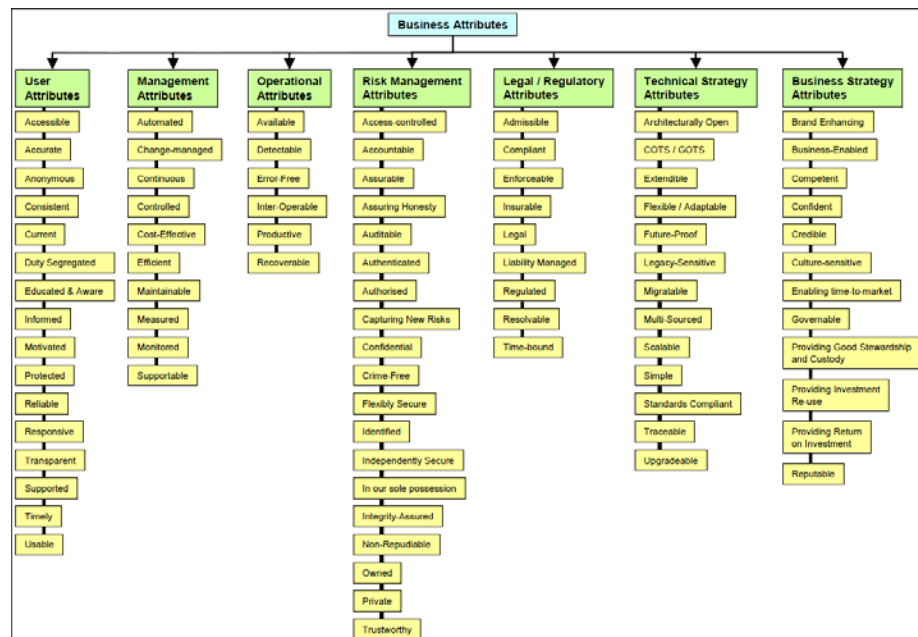 Business Attributes
User
Attributes
Accessible
Accurate
Anonymous
Consistent
Current
Duty Segregated
Educated & Aware
Informed
Motivated
Protected
Reliable
Responsive
Transparent
Supported
Timely
Usable
Management
Attributes
Automated
Change-managed
Continuous
Controlled
Cost-Effective
Efficient
Maintainable
Measured
Monitored
Supportable
Operational
Attributes
Available
Detectable
Error-Free
Inter-Operable
Productive
Recoverable
Risk Management
Attributes
Access-controlled
Accountable
Assurable
Assuring Honesty
Auditable
Authenticated
Authorised
Capturing New Risks
Confidential
Crime-Free
Flexibly Secure
Identified
Independently Secure
In our sole possession
Integrity-Assured
Non-Repudiable
Owned
Private
Trustworthy
Legal / Regulatory
Attributes
Admissible
Compliant
Enforceable
Insurable
Legal
Liability Managed
Regulated
Resolvable
Time-bound
Technical Strategy
Attributes
Architecturally Open
COTS / GOTS
Extendible
Flexible / Adaptable
Future-Proof
Legacy-Sensitive
Migratable
Multi-Sourced
Scalable
Simple
Standards Compliant
Traceable
Upgradeable
Business Strategy
Attributes
Brand Enhancing
Business-Enabled
Competent
Confident
Credible
Culture-sensitive
Enabling time-to-market
Governable
Providing Good Stewardship
and Custody
Providing Investment
Re-use
Providing Return
on Investment
Reputable